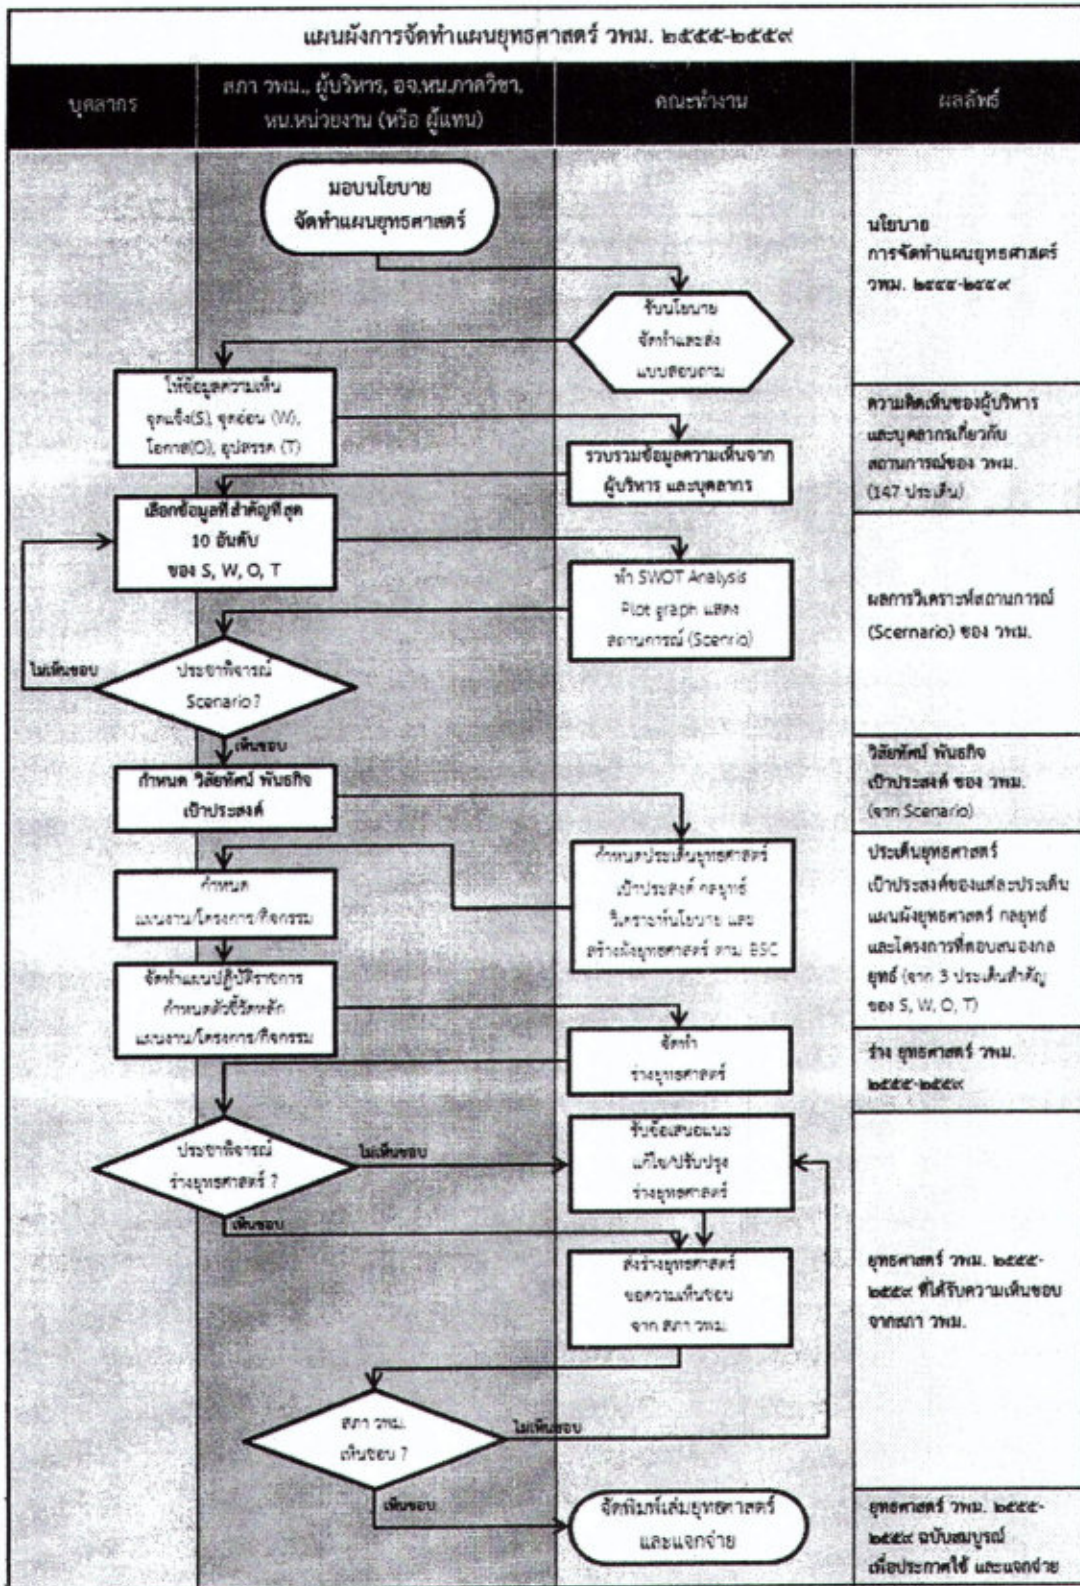 แผนผังการจัดทำแผนยุทธศาสตร์ วพม. ๒๕๕๕-๒๕๕๙
บุคลากร
สภา วพม., ผู้บริหาร, อจ.หน.ภาควิชา,
หน.หน่วยงาน (หรือ ผู้แทน)
คณะทำงาน
ผลลัพธ์
มอบนโยบาย
จัดทำแผนยุทธศาสตร์
นโยบาย
การจัดทำแผนยุทธศาสตร์
วพม. ๒๕๕๕-๒๕๕๙
รับนโยบาย
จัดทำและส่ง
แบบสอบถาม
ให้ข้อมูลความเห็น
จุดแข็ง(S), จุดอ่อน (W),
โอกาส(O), อุปสรรค (T)
รวบรวมข้อมูลความเห็นจาก
ผู้บริหาร และบุคลากร
ความคิดเห็นของผู้บริหาร
และบุคลากรเกี่ยวกับ
สถานการณ์ของ วพม.
(147 ประเด็น)
เลือกข้อมูลที่สำคัญที่สุด
10 อันดับ
ของ S, W, O, T
ทำ SWOT Analysis
Plot graph แสดง
สถานการณ์ (Scenrio)
ผลการวิเคราะห์สถานการณ์
(Scernario) ของ วพม.
ไม่เห็นชอบ
ประชาพิจารณ์
Scenario?
เห็นชอบ
กำหนด วิสัยทัศน์ พันธกิจ
เป้าประสงค์
วิสัยทัศน์ พันธกิจ
เป้าประสงค์ ของ วพม.
(จาก Scenario)
กำหนดประเด็นยุทธศาสตร์
เป้าประสงค์ กลยุทธ์
วิเคราะห์นโยบาย และ
สร้างผังยุทธศาสตร์ ตาม BSC
กำหนด
แผนงาน/โครงการ/กิจกรรม
ประเด็นยุทธศาสตร์
เป้าประสงค์ของแต่ละประเด็น
แผนผังยุทธศาสตร์ กลยุทธ์
และโครงการที่ตอบสนองกล
ยุทธ์ (จาก 3 ประเด็นสำคัญ
ของ S, W, O, T)
จัดทำแผนปฏิบัติราชการ
กำหนดตัวชี้วัดหลัก
แผนงาน/โครงการ/กิจกรรม
จัดทำ
ร่างยุทธศาสตร์
ร่าง ยุทธศาสตร์ วพม.
๒๕๕๕-๒๕๕๙
ประชาพิจารณ์
ร่างยุทธศาสตร์ ?
ไม่เห็นชอบ
รับข้อเสนอแนะ
แก้ไข/ปรับปรุง
ร่างยุทธศาสตร์
เห็นชอบ
ส่งร่างยุทธศาสตร์
ขอความเห็นชอบ
จาก สภา วพม.
ยุทธศาสตร์ วพม. ๒๕๕๕-
๒๕๕๙ ที่ได้รับความเห็นชอบ
จากสภา วพม.
สภา วพม.
เห็นชอบ ?
ไม่เห็นชอบ
เห็นชอบ
จัดพิมพ์เล่มยุทธศาสตร์
และแจกจ่าย
ยุทธศาสตร์ วพม. ๒๕๕๕-
๒๕๕๙ ฉบับสมบูรณ์
เพื่อประกาศใช้ และแจกจ่าย